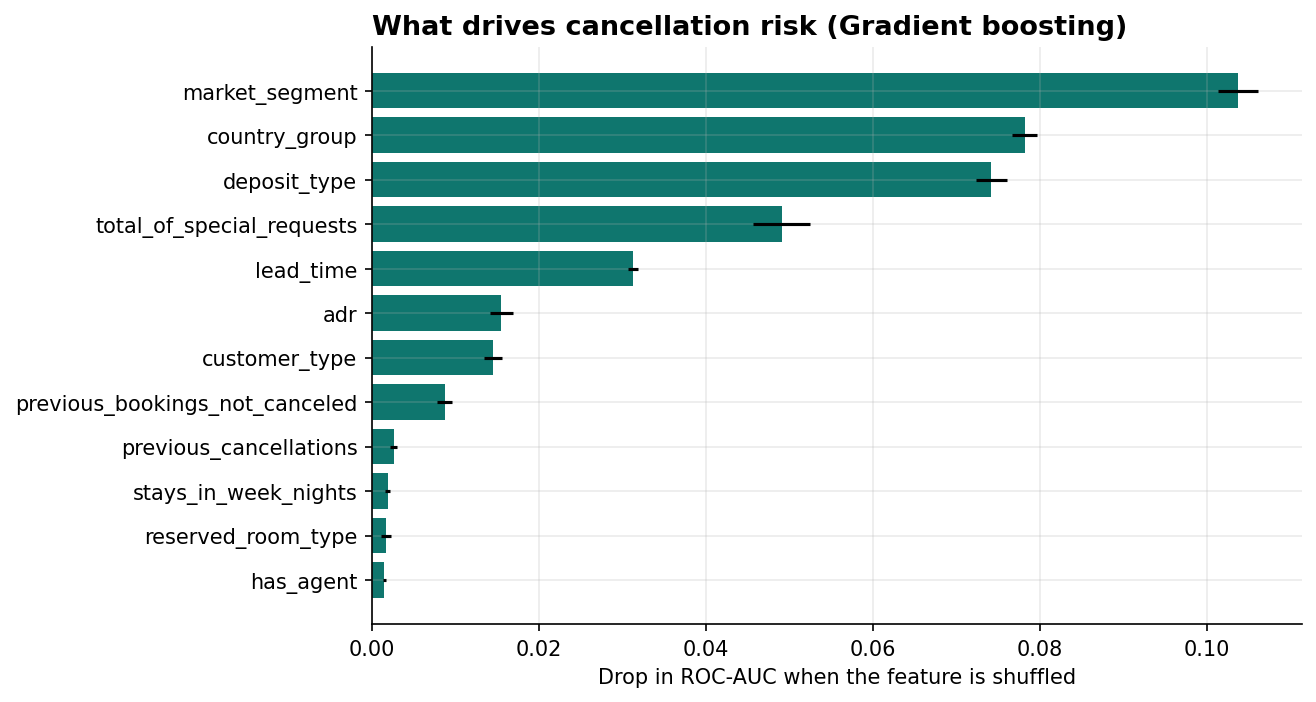 What drives cancellation risk (Gradient boosting)
market_segment
country_group
deposit_type
total_of_special_requests
lead_time
adr
customer_type
previous_bookings_not_canceled
previous_cancellations
stays_in_week_nights
reserved_room_type
has_agent
0.00 0.02 0.04 0.06 0.08 0.10
Drop in ROC-AUC when the feature is shuffled